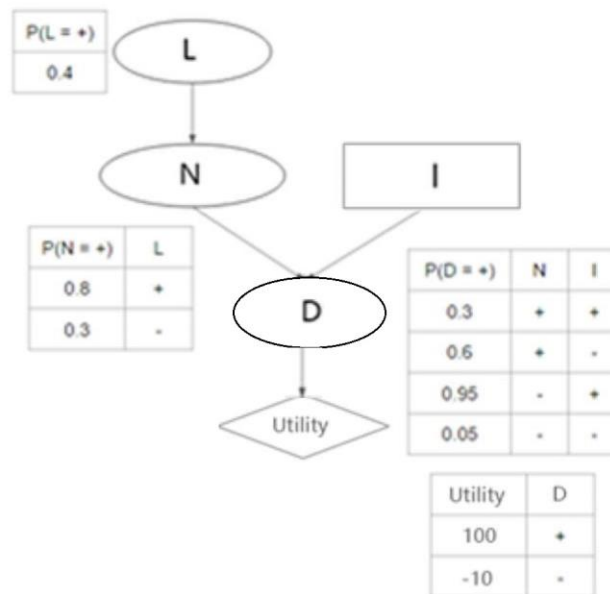 P(L = +)
0.4
L
N
I
P(N = +) L
0.8 +
0.3 -
D
P(D = +) N I
0.3 + +
0.6 + -
0.95 - +
0.05 - -
Utility
Utility D
100 +
-10 -